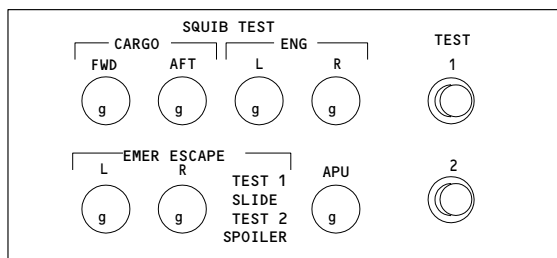 SQUIB TEST
CARGO ENG TEST
FWD AFT L R 1
g g g g
EMER ESCAPE
L R APU 2
TEST 1
SLIDE
g g TEST 2 g
SPOILER